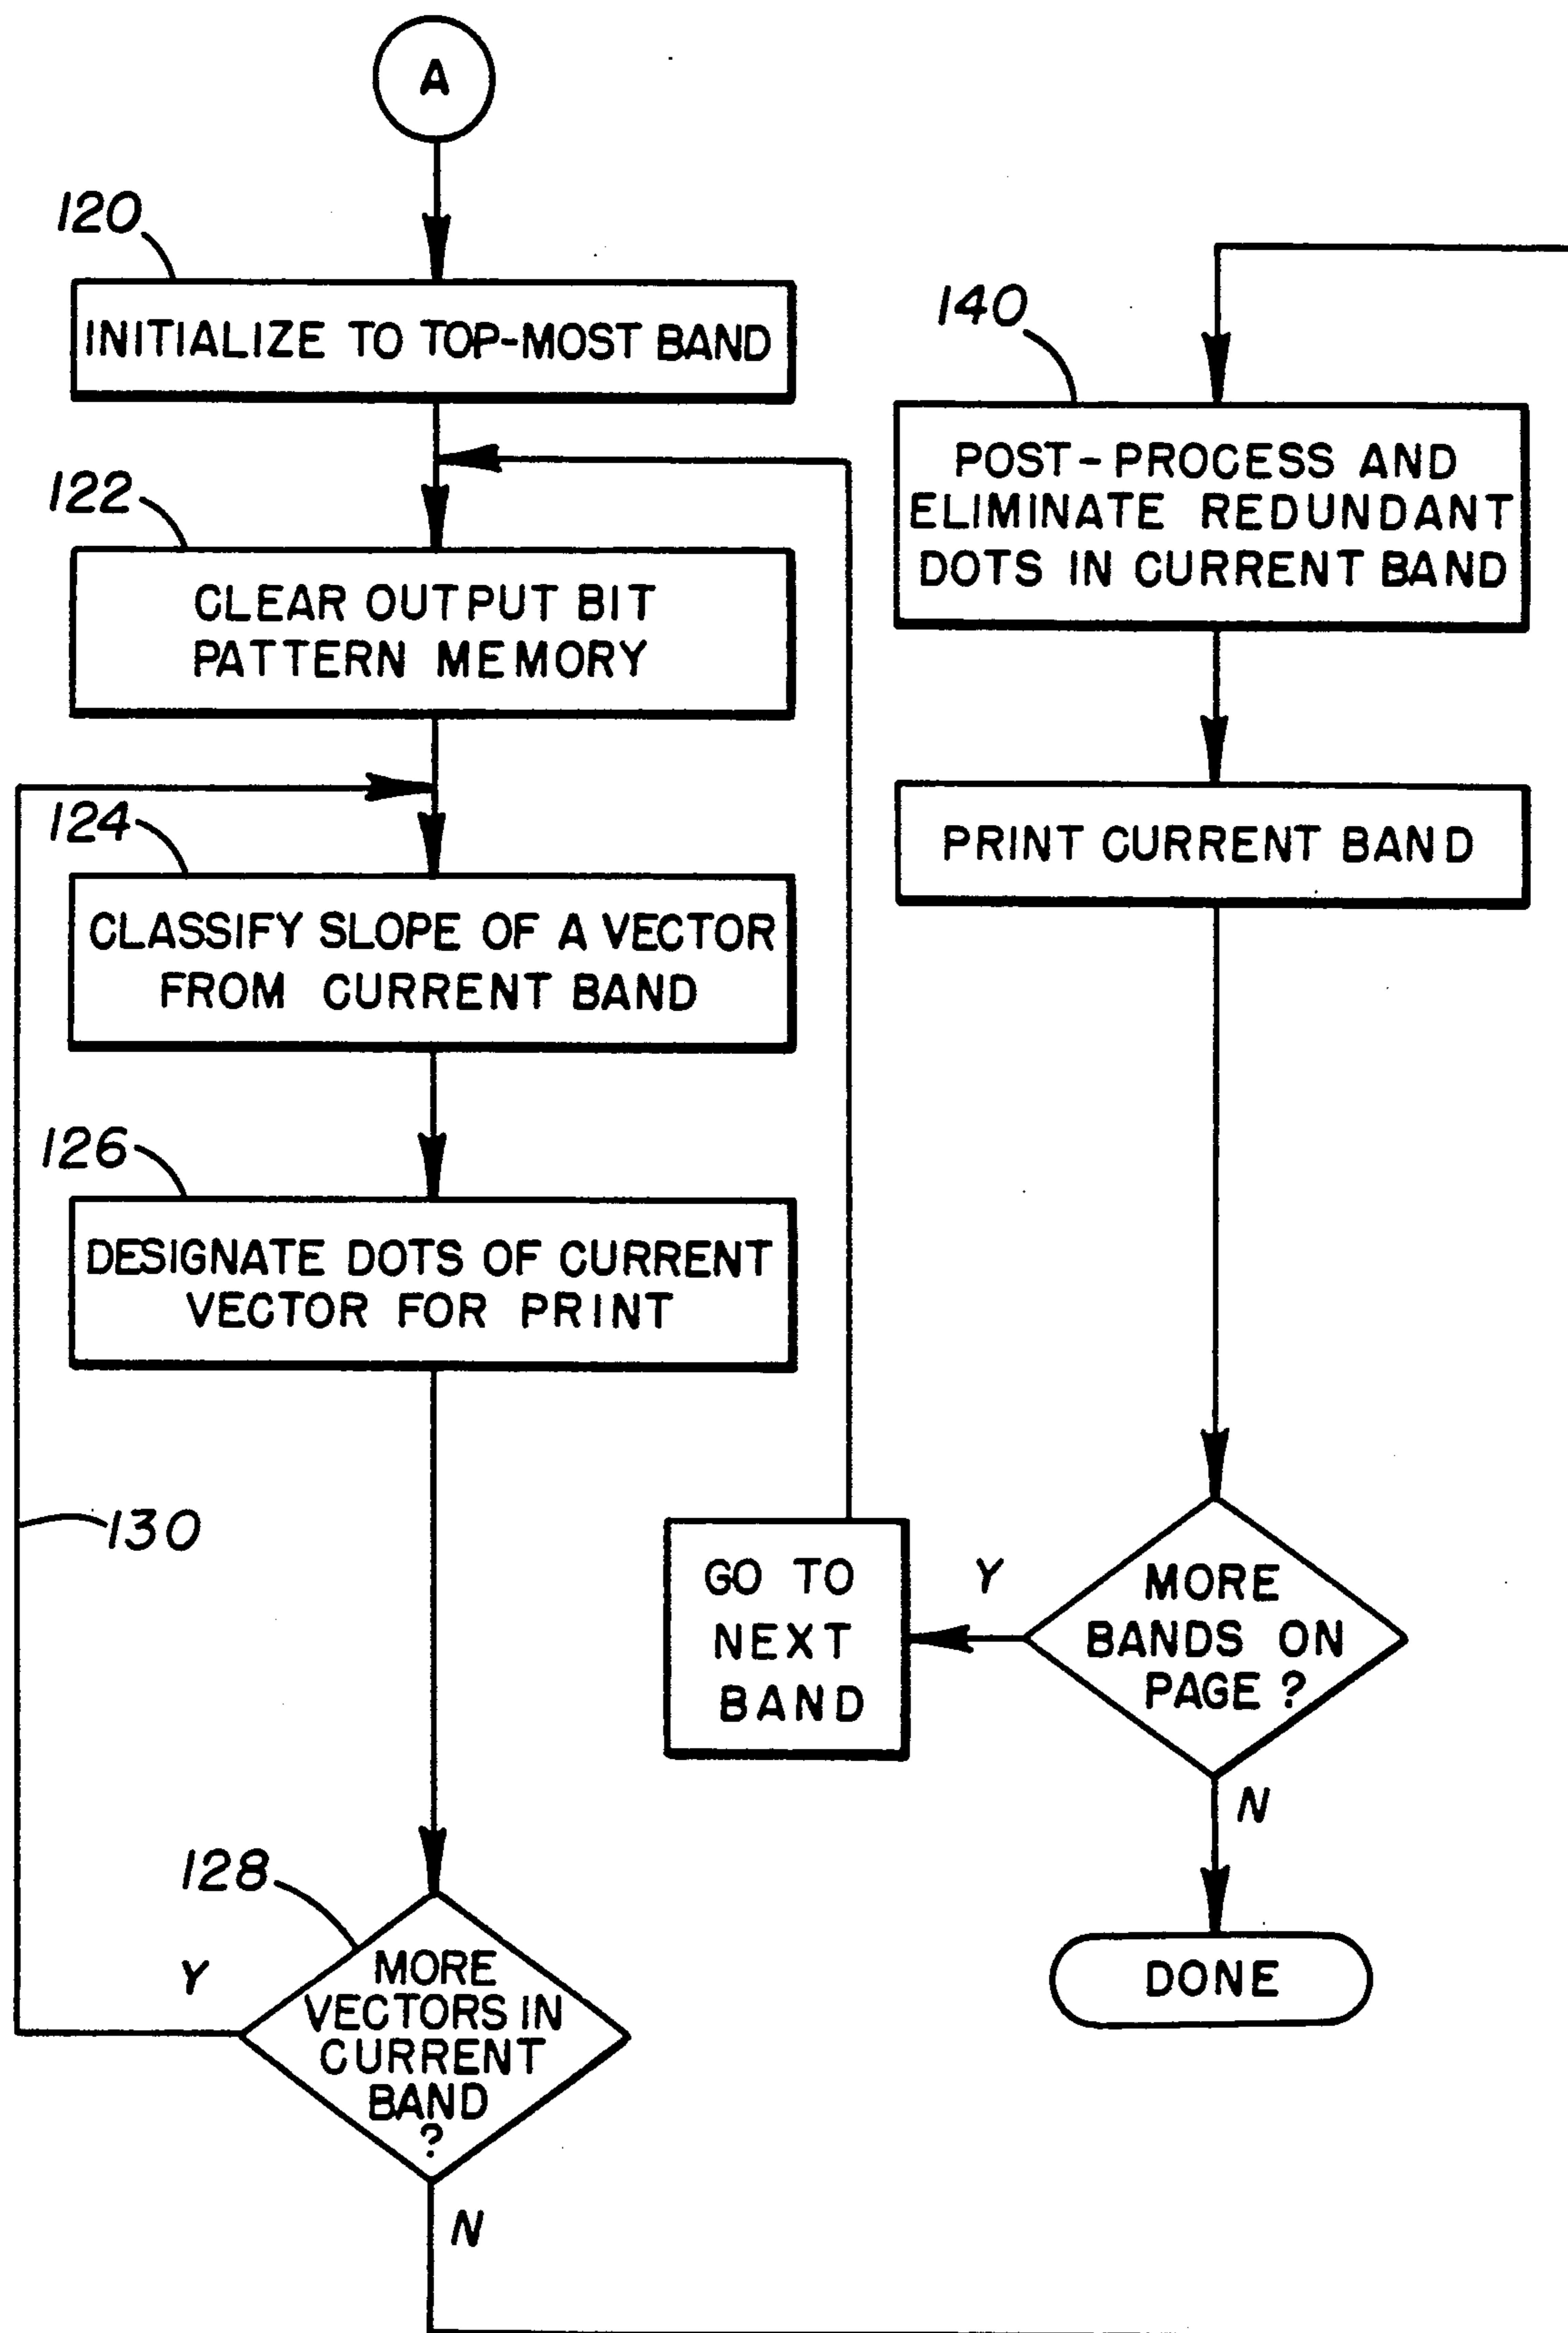 A
120
INITIALIZE TO TOP-MOST BAND
122
CLEAR OUTPUT BIT
PATTERN MEMORY
124
CLASSIFY SLOPE OF A VECTOR
FROM CURRENT BAND
126
DESIGNATE DOTS OF CURRENT
VECTOR FOR PRINT
130
128
Y
MORE
VECTORS IN
CURRENT
BAND
?
N
140
POST-PROCESS AND
ELIMINATE REDUNDANT
DOTS IN CURRENT BAND
PRINT CURRENT BAND
MORE
BANDS ON
PAGE ?
Y
GO TO
NEXT
BAND
N
DONE